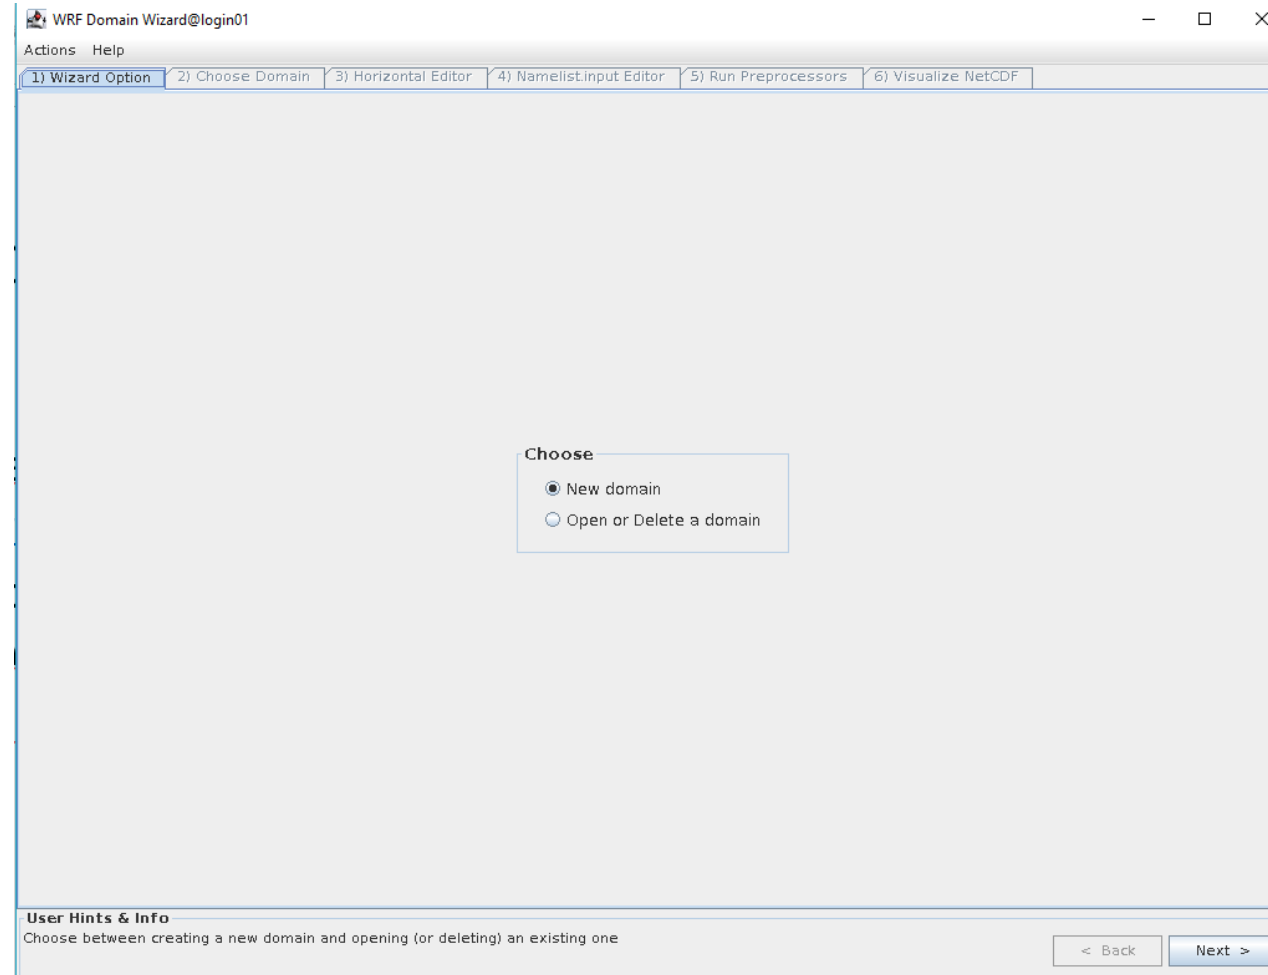 WRF Domain Wizard@login01
Actions Help
1) Wizard Option 2) Choose Domain 3) Horizontal Editor 4) Namelist.input Editor 5) Run Preprocessors 6) Visualize NetCDF
Choose
New domain
Open or Delete a domain
User Hints & Info
Choose between creating a new domain and opening (or deleting) an existing one
< Back Next >